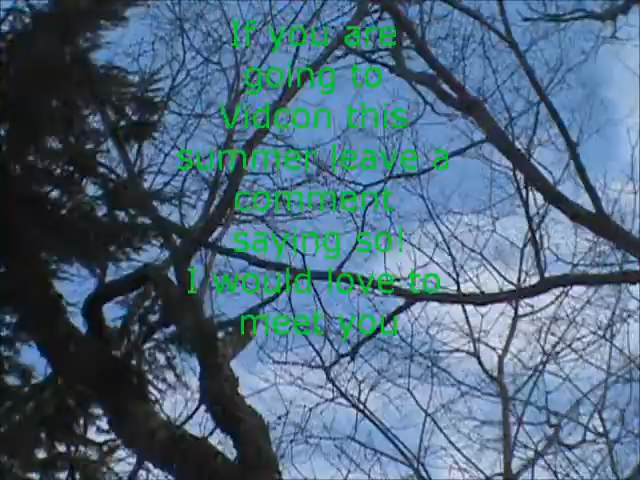 If you are
going to
Vidcon this
summer leave a
comment
saying so!
I would love to
meet you